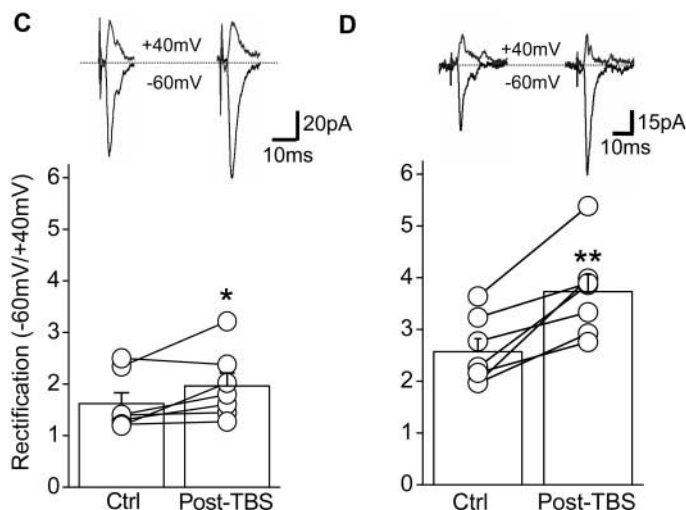 C
+40mV
-60mV
20pA
10ms
Rectification (-60mV/+40mV)
6
5
4
3
2
1
0
*
Ctrl Post-TBS
D
+40mV
-60mV
15pA
10ms
6
5
4
3
2
1
0
**
Ctrl Post-TBS